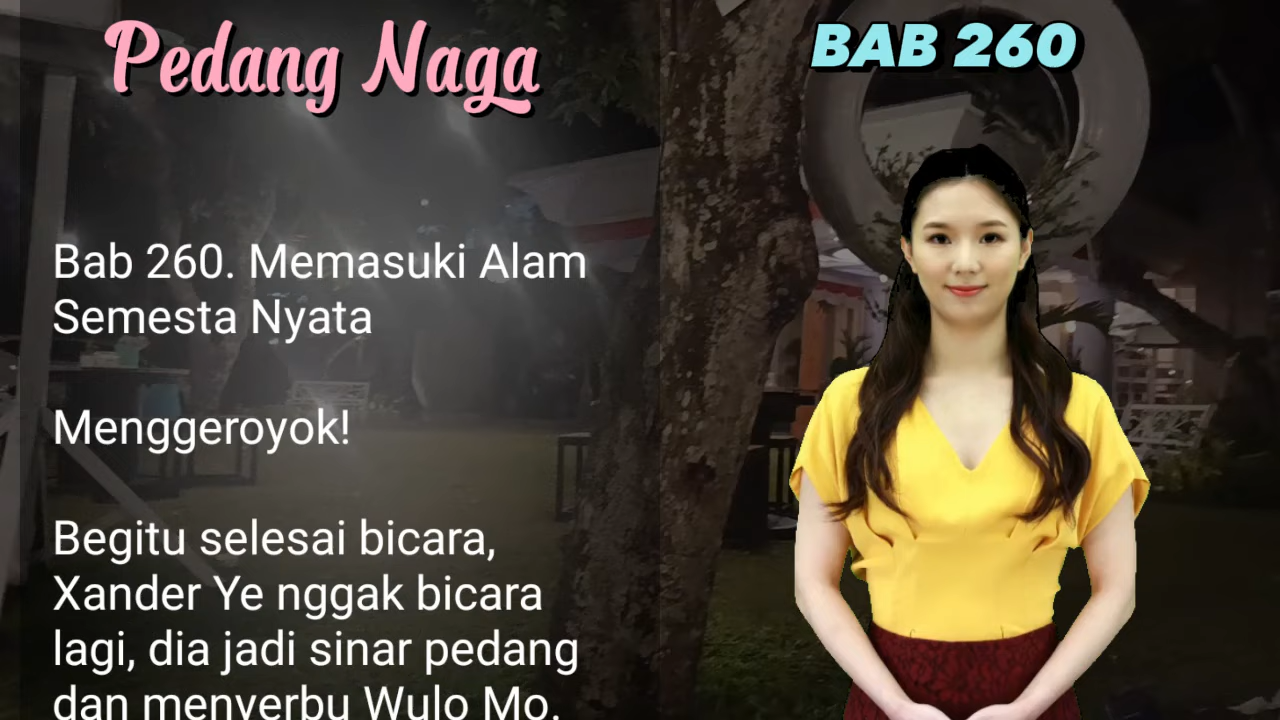 Pedang Naga
BAB 260
Bab 260. Memasuki Alam
Semesta Nyata
Menggeroyok!
Begitu selesai bicara,
Xander Ye nggak bicara
lagi, dia jadi sinar pedang
dan menyerbu Wulo Mo.